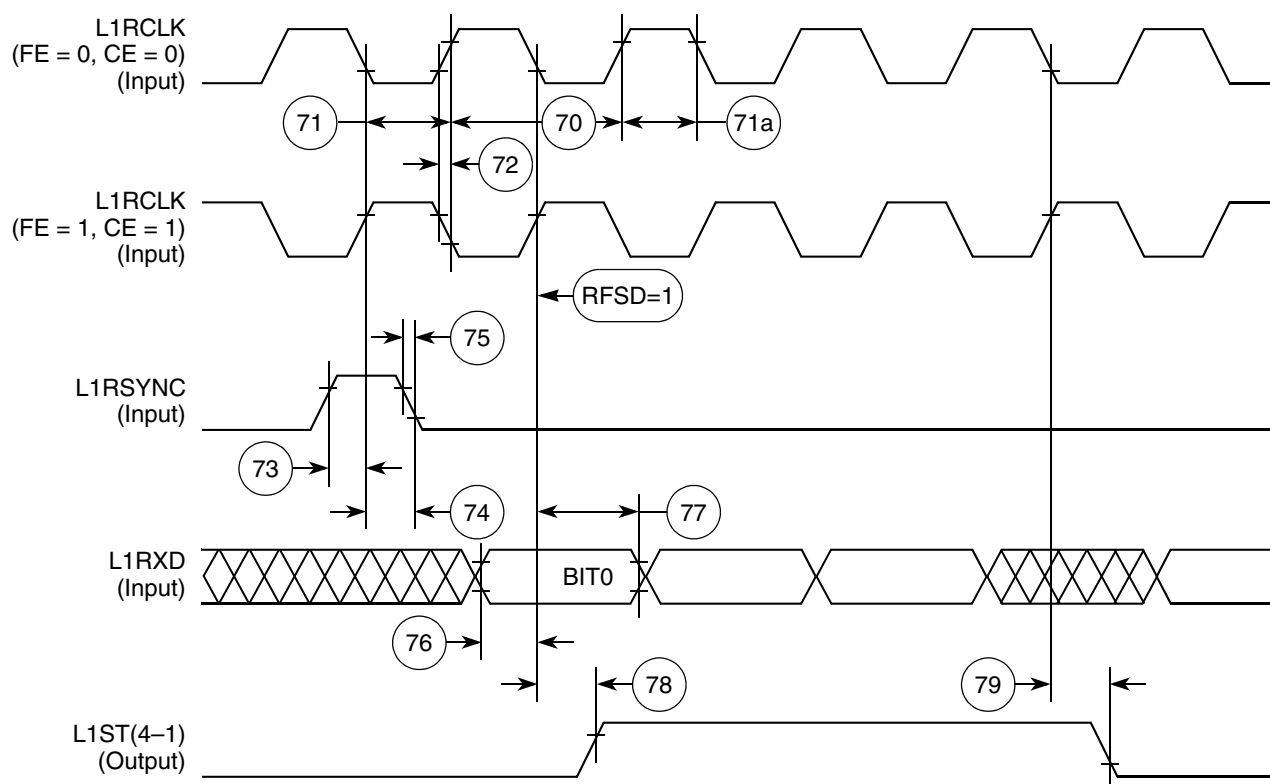 L1RCLK
(FE = 0, CE = 0)
(Input)
71
70
71a
72
L1RCLK
(FE = 1, CE = 1)
(Input)
RFSD=1
75
L1RSYNC
(Input)
73
74
77
L1RXD
(Input)
BIT0
76
78
79
L1ST(4–1)
(Output)